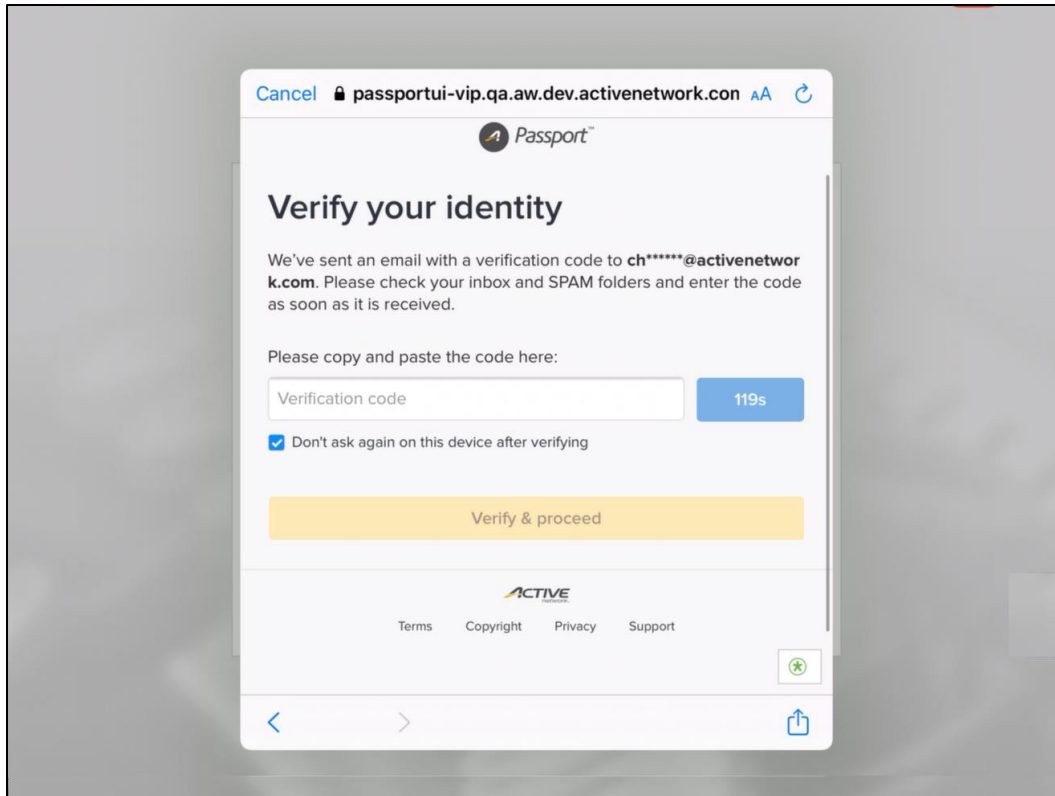 Cancel passportui-vip.qa.aw.dev.activenetwork.com AA
Passport™
Verify your identity
We've sent an email with a verification code to ch******@activenetwor
k.com. Please check your inbox and SPAM folders and enter the code
as soon as it is received.
Please copy and paste the code here:
Verification code 119s
Don't ask again on this device after verifying
Verify & proceed
ACTIVE
network.
Terms Copyright Privacy Support